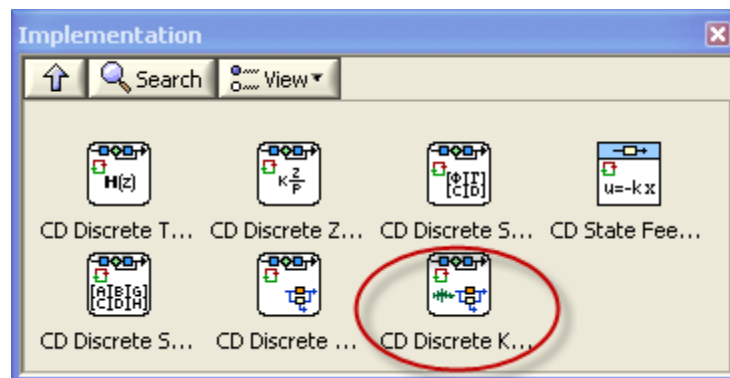 Implementation
Search View
H(z)
K Z/P
[Φ|Γ]
[C|D]
u=-kx
CD Discrete T... CD Discrete Z... CD Discrete S... CD State Fee...
[A|B|G]
[C|D|H]
CD Discrete S... CD Discrete ... CD Discrete K...